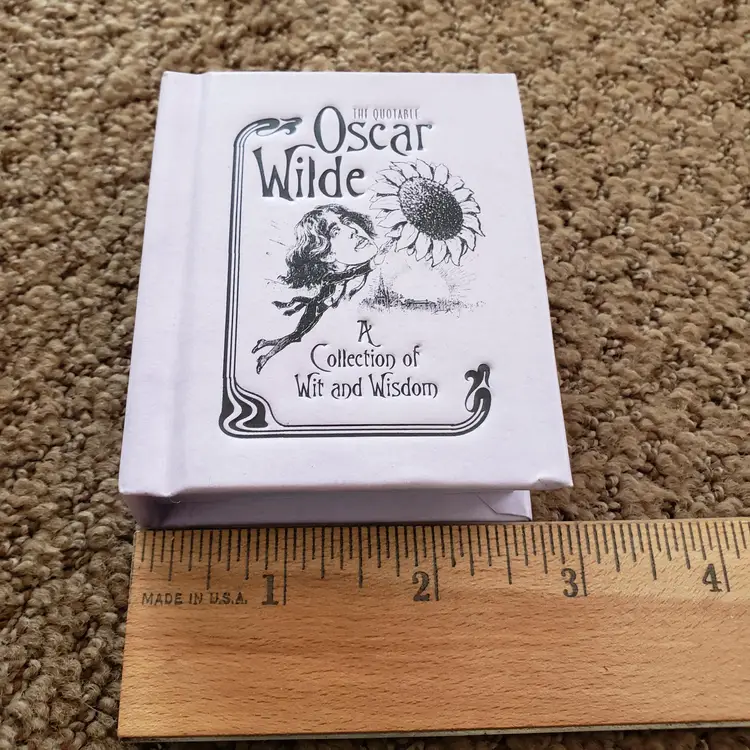 THE QUOTABLE
Oscar
Wilde
A
Collection of
Wit and Wisdom
1 2 3 4
MADE IN U.S.A.